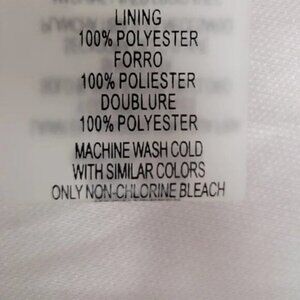 LINING
100% POLYESTER
FORRO
100% POLIESTER
DOUBLURE
100% POLYESTER
MACHINE WASH COLD
WITH SIMILAR COLORS
ONLY NON-CHLORINE BLEACH